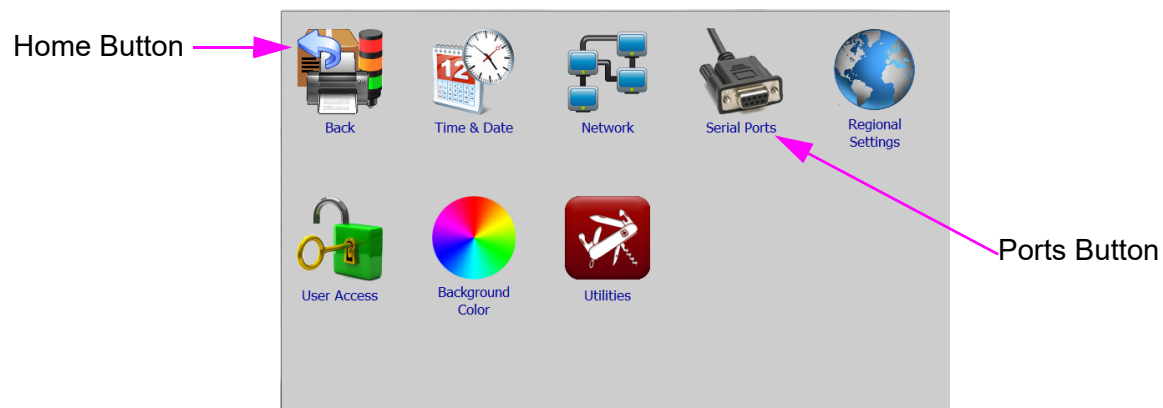 Home Button
12
Back
Time & Date
Network
Serial Ports
Regional
Settings
Ports Button
User Access
Background
Color
Utilities